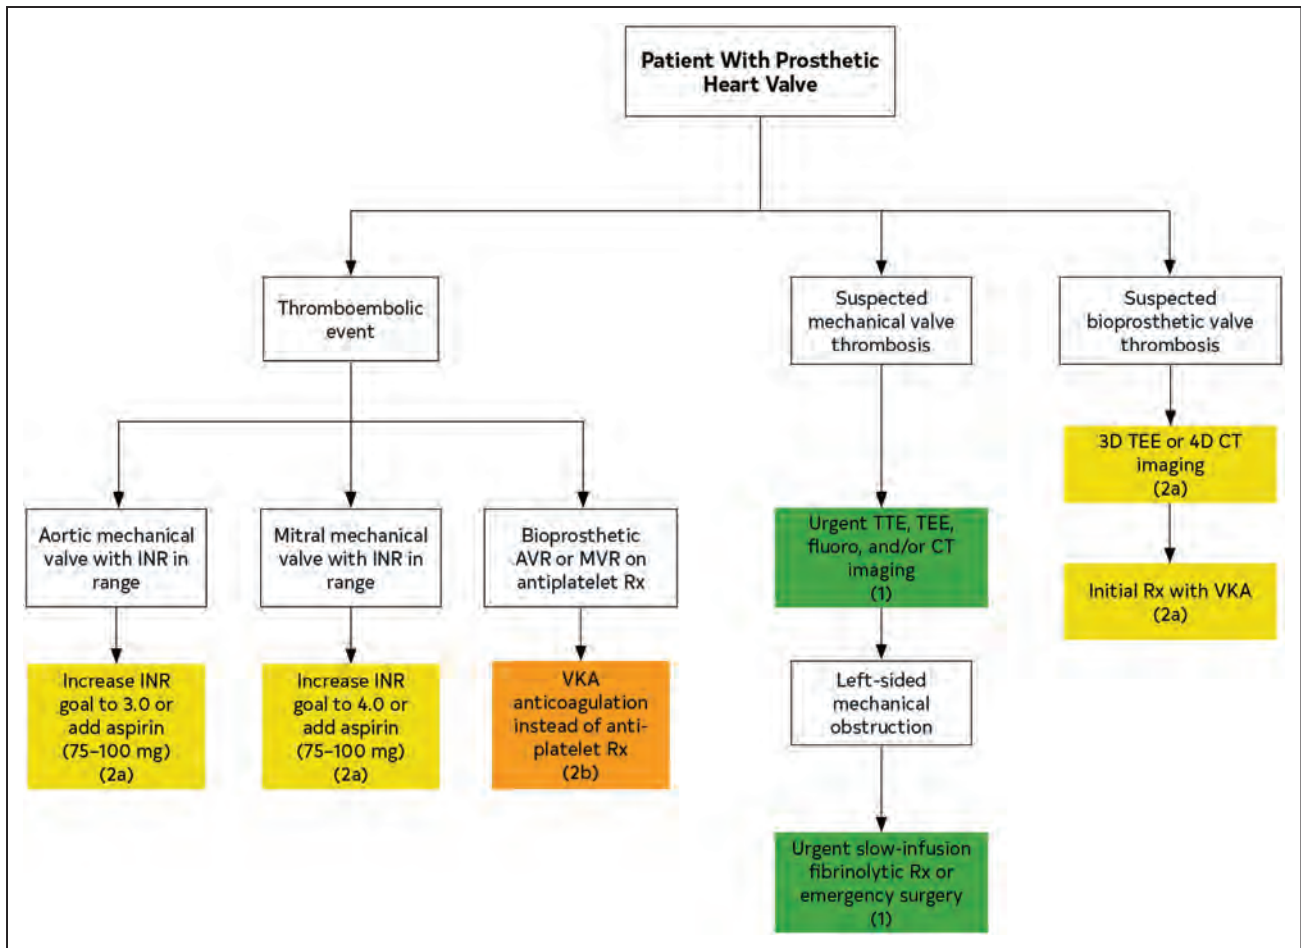 Patient With Prosthetic
Heart Valve
Thromboembolic
event
Suspected
mechanical valve
thrombosis
Suspected
bioprosthetic valve
thrombosis
Aortic mechanical
valve with INR in
range
Mitral mechanical
valve with INR in
range
Bioprosthetic
AVR or MVR on
antiplatelet Rx
Urgent TTE, TEE,
fluoro, and/or CT
imaging
(1)
3D TEE or 4D CT
imaging
(2a)
Increase INR
goal to 3.0 or
add aspirin
(75–100 mg)
(2a)
Increase INR
goal to 4.0 or
add aspirin
(75–100 mg)
(2a)
VKA
anticoagulation
instead of anti-
platelet Rx
(2b)
Left-sided
mechanical
obstruction
Initial Rx with VKA
(2a)
Urgent slow-infusion
fibrinolytic Rx or
emergency surgery
(1)